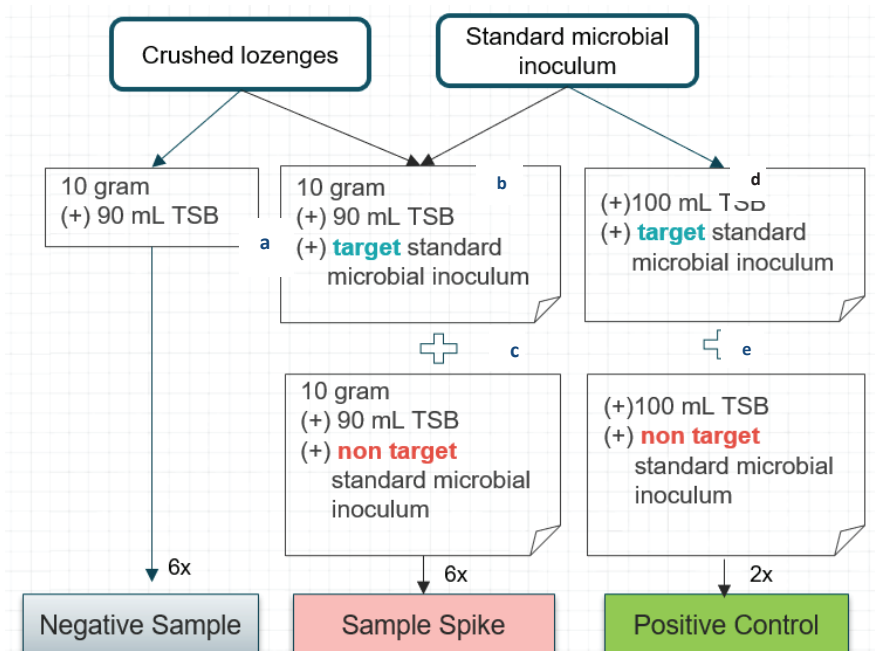 Crushed lozenges
Standard microbial
inoculum
10 gram
(+) 90 mL TSB
a
b
10 gram
(+) 90 mL TSB
(+) target standard
microbial inoculum
d
(+)100 mL TSB
(+) target standard
microbial inoculum
c
e
10 gram
(+) 90 mL TSB
(+) non target
standard microbial
inoculum
(+)100 mL TSB
(+) non target
standard microbial
inoculum
6x
6x
2x
Negative Sample
Sample Spike
Positive Control